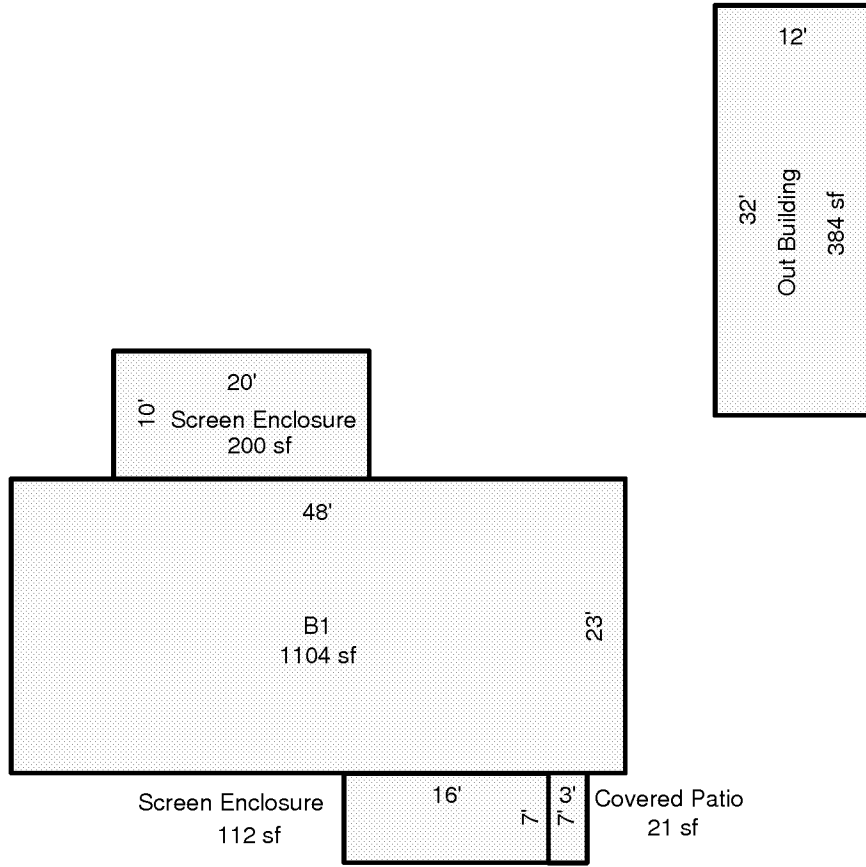 12'
32'
Out Building
384 sf
20'
10'
Screen Enclosure
200 sf
48'
B1
1104 sf
23'
Screen Enclosure
112 sf
16'
7'
3'
7'
Covered Patio
21 sf